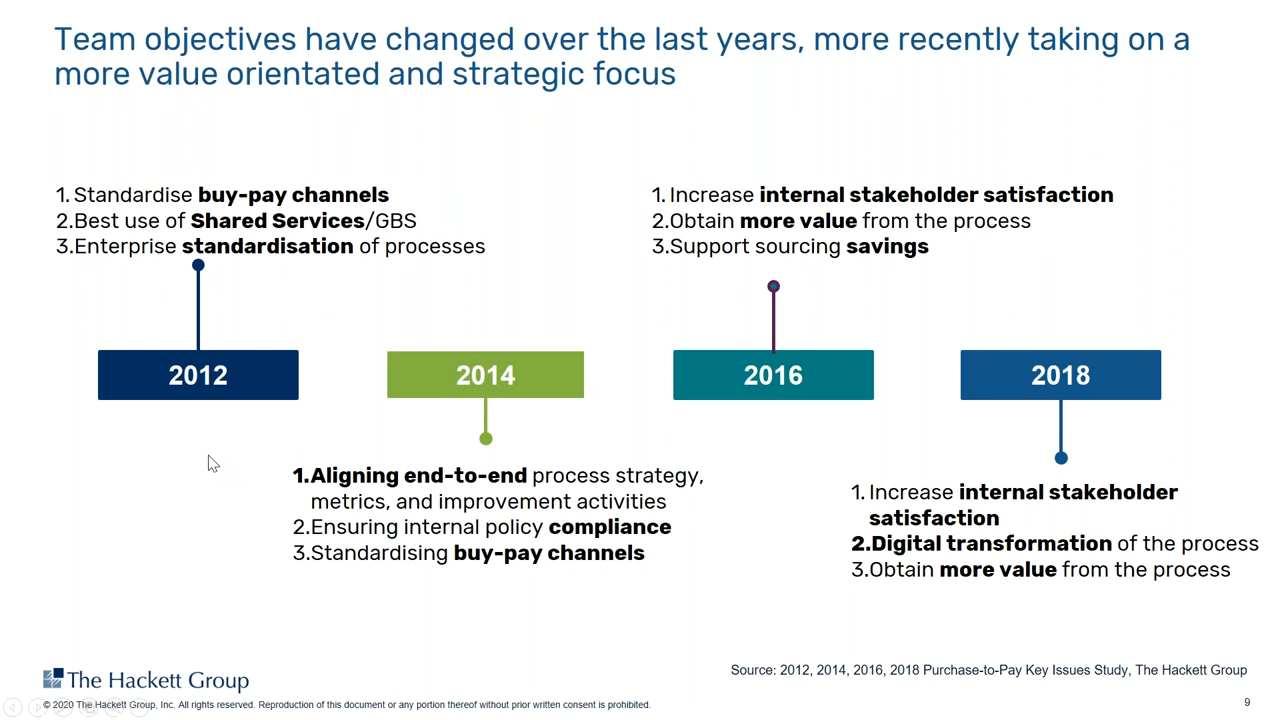 Team objectives have changed over the last years, more recently taking on a
more value orientated and strategic focus
1. Standardise buy-pay channels
2.Best use of Shared Services/GBS
3.Enterprise standardisation of processes
1. Increase internal stakeholder satisfaction
2.Obtain more value from the process
3.Support sourcing savings
2012
2014
2016
2018
1.Aligning end-to-end process strategy,
metrics, and improvement activities
2.Ensuring internal policy compliance
3.Standardising buy-pay channels
1. Increase internal stakeholder
satisfaction
2.Digital transformation of the process
3.Obtain more value from the process
The Hackett Group
Source: 2012, 2014, 2016, 2018 Purchase-to-Pay Key Issues Study, The Hackett Group
© 2020 The Hackett Group, Inc. All rights reserved. Reproduction of this document or any portion thereof without prior written consent is prohibited.
9